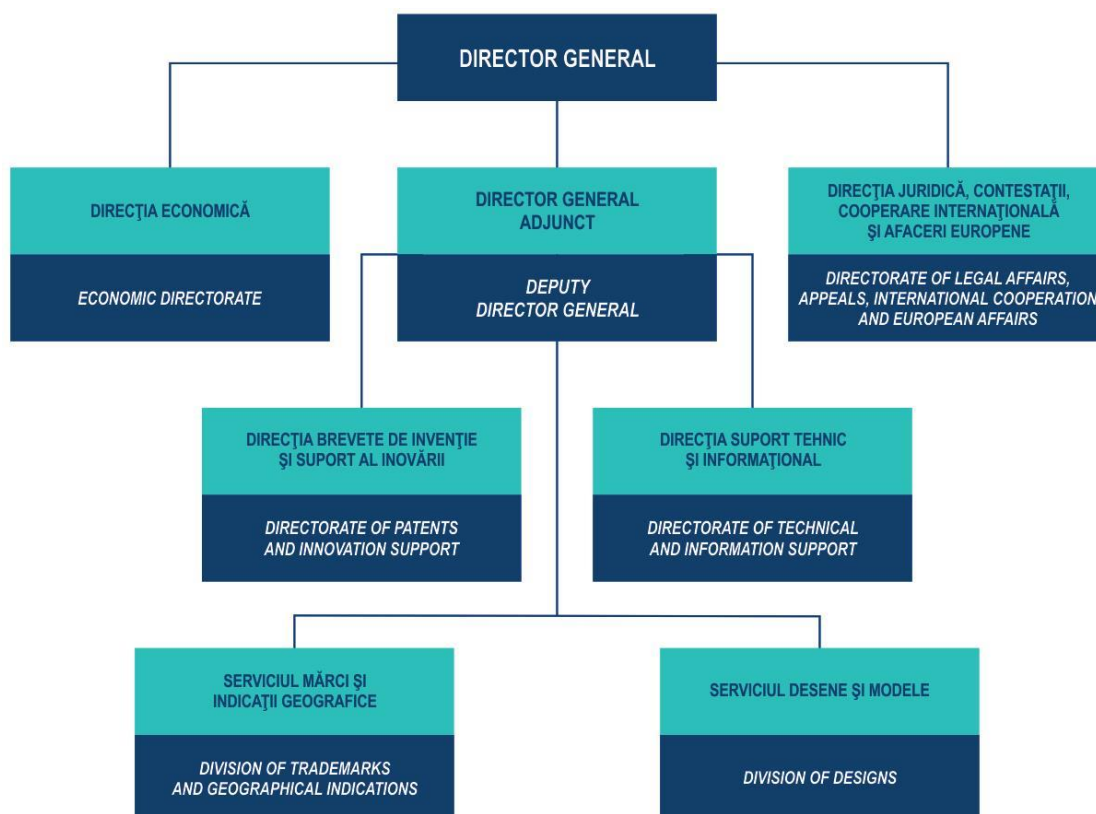 DIRECTOR GENERAL
DIRECŢIA ECONOMICĂ
ECONOMIC DIRECTORATE
DIRECTOR GENERAL
ADJUNCT
DEPUTY
DIRECTOR GENERAL
DIRECŢIA JURIDICĂ, CONTESTAŢII,
COOPERARE INTERNAŢIONALĂ
ŞI AFACERI EUROPENE
DIRECTORATE OF LEGAL AFFAIRS,
APPEALS, INTERNATIONAL COOPERATION
AND EUROPEAN AFFAIRS
DIRECŢIA BREVETE DE INVENŢIE
ŞI SUPORT AL INOVĂRII
DIRECTORATE OF PATENTS
AND INNOVATION SUPPORT
DIRECŢIA SUPORT TEHNIC
ŞI INFORMAŢIONAL
DIRECTORATE OF TECHNICAL
AND INFORMATION SUPPORT
SERVICIUL MĂRCI ŞI
INDICAŢII GEOGRAFICE
DIVISION OF TRADEMARKS
AND GEOGRAPHICAL INDICATIONS
SERVICIUL DESENE ŞI MODELE
DIVISION OF DESIGNS